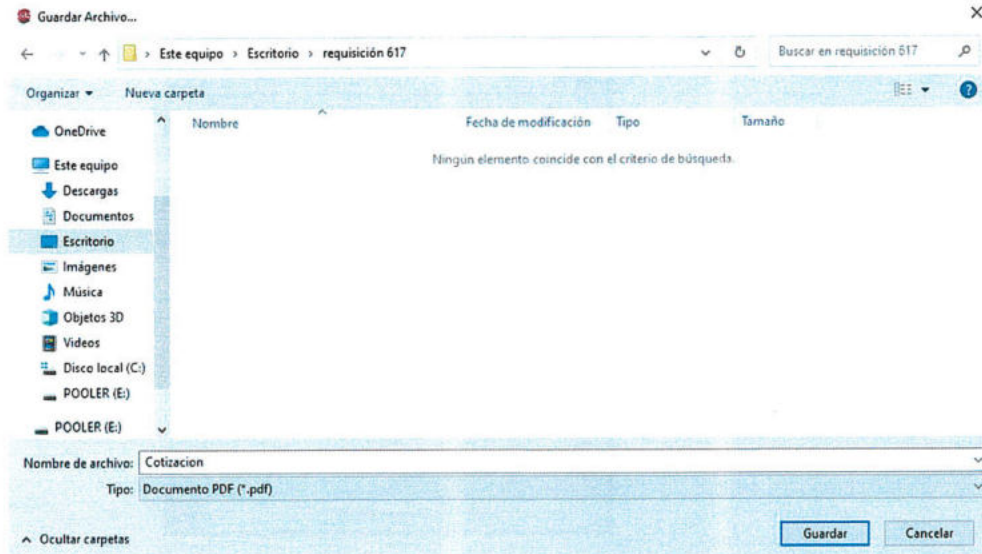 Guardar Archivo...
Este equipo > Escritorio > requisición 617
Buscar en requisición 617
Organizar
Nueva carpeta
Nombre
Fecha de modificación
Tipo
Tamaño
Ningún elemento coincide con el criterio de búsqueda.
OneDrive
Este equipo
Descargas
Documentos
Escritorio
Imágenes
Música
Objetos 3D
Videos
Disco local (C:)
POOLER (E:)
POOLER (E:)
Nombre de archivo: Cotizacion
Tipo: Documento PDF (*.pdf)
Ocultar carpetas
Guardar
Cancelar